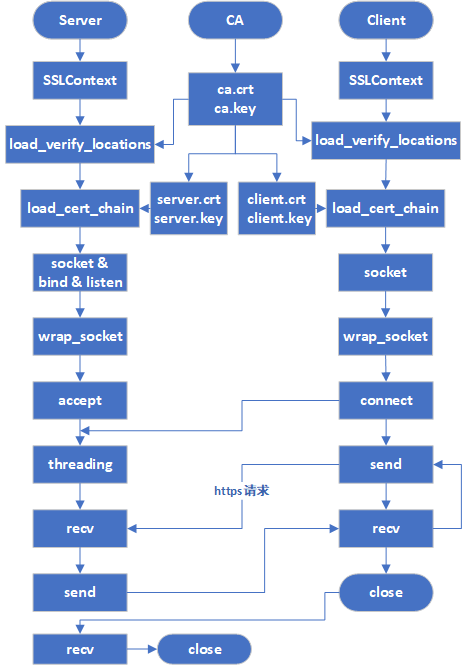 Server
CA
Client
SSLContext
ca.crt
ca.key
SSLContext
load_verify_locations
load_verify_locations
load_cert_chain
server.crt
server.key
client.crt
client.key
load_cert_chain
socket &
bind & listen
socket
wrap_socket
wrap_socket
accept
connect
threading
send
https请求
recv
recv
send
close
recv
close